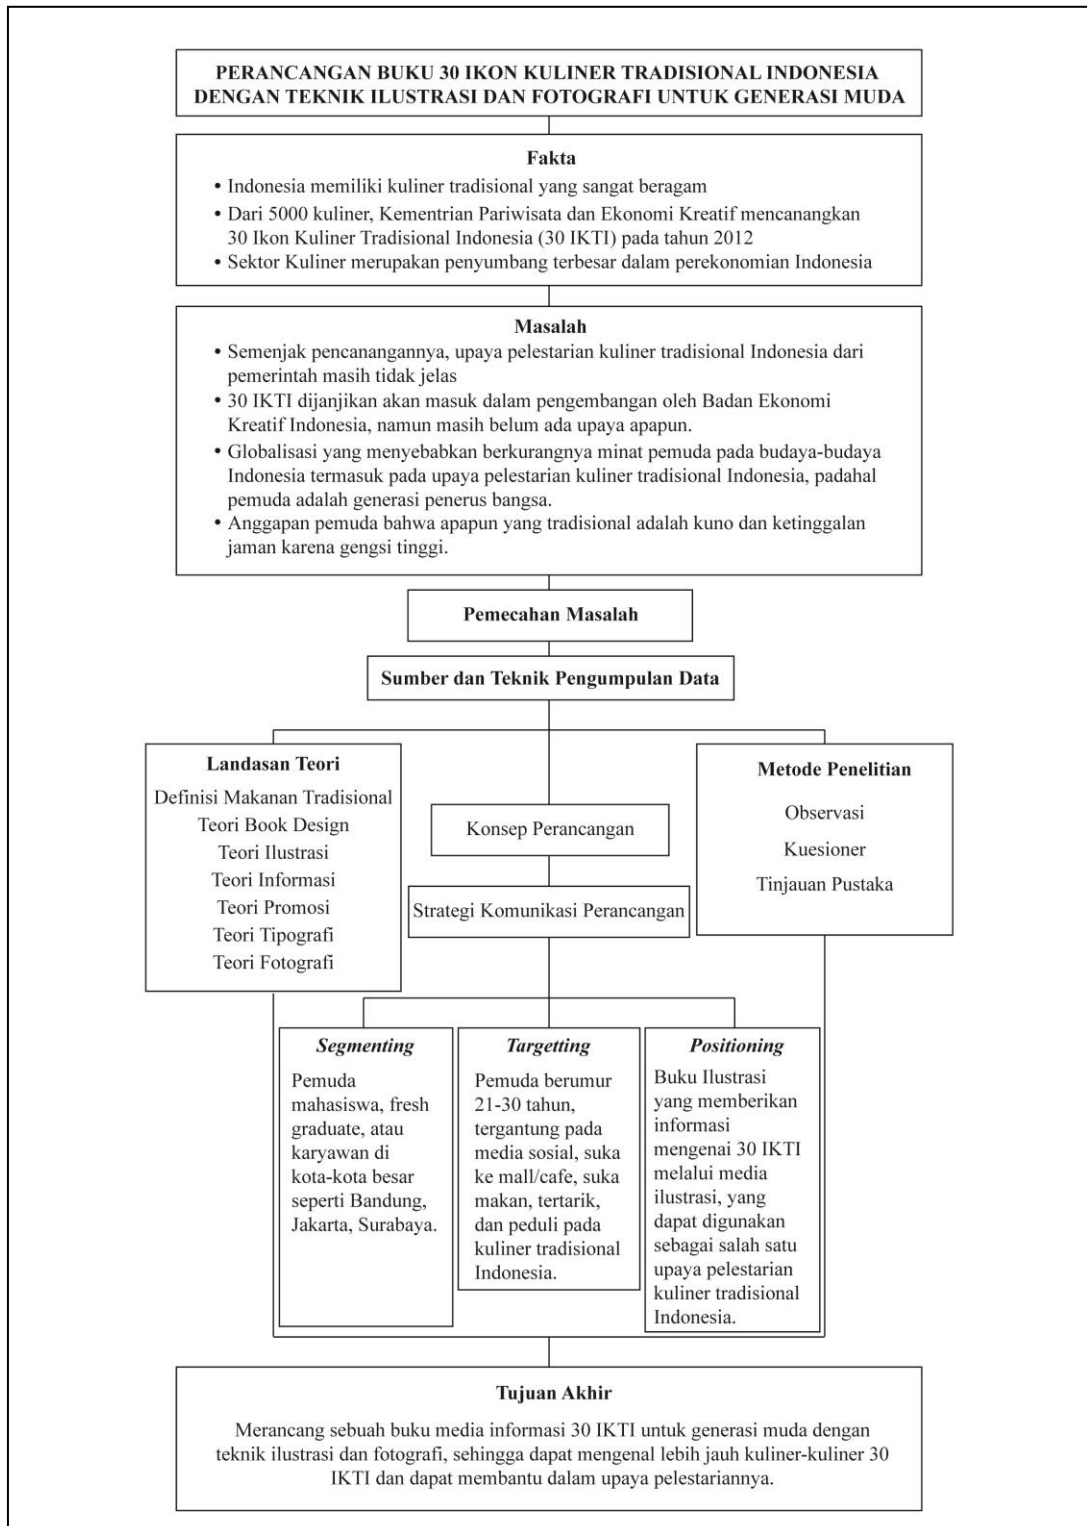 PERANCANGAN BUKU 30 IKON KULINER TRADISIONAL INDONESIA
DENGAN TEKNIK ILUSTRASI DAN FOTOGRAFI UNTUK GENERASI MUDA
Fakta
• Indonesia memiliki kuliner tradisional yang sangat beragam
• Dari 5000 kuliner, Kementrian Pariwisata dan Ekonomi Kreatif mencanangkan
30 Ikon Kuliner Tradisional Indonesia (30 IKTI) pada tahun 2012
• Sektor Kuliner merupakan penyumbang terbesar dalam perekonomian Indonesia
Masalah
• Semenjak pencanangannya, upaya pelestarian kuliner tradisional Indonesia dari
pemerintah masih tidak jelas
• 30 IKTI dijanjikan akan masuk dalam pengembangan oleh Badan Ekonomi
Kreatif Indonesia, namun masih belum ada upaya apapun.
• Globalisasi yang menyebabkan berkurangnya minat pemuda pada budaya-budaya
Indonesia termasuk pada upaya pelestarian kuliner tradisional Indonesia, padahal
pemuda adalah generasi penerus bangsa.
• Anggapan pemuda bahwa apapun yang tradisional adalah kuno dan ketinggalan
jaman karena gengsi tinggi.
Pemecahan Masalah
Sumber dan Teknik Pengumpulan Data
Landasan Teori
Definisi Makanan Tradisional
Teori Book Design
Teori Ilustrasi
Teori Informasi
Teori Promosi
Teori Tipografi
Teori Fotografi
Konsep Perancangan
Strategi Komunikasi Perancangan
Metode Penelitian
Observasi
Kuesioner
Tinjauan Pustaka
Segmenting
Pemuda
mahasiswa, fresh
graduate, atau
karyawan di
kota-kota besar
seperti Bandung,
Jakarta, Surabaya.
Targetting
Pemuda berumur
21-30 tahun,
tergantung pada
media sosial, suka
ke mall/cafe, suka
makan, tertarik,
dan peduli pada
kuliner tradisional
Indonesia.
Positioning
Buku Ilustrasi
yang memberikan
informasi
mengenai 30 IKTI
melalui media
ilustrasi, yang
dapat digunakan
sebagai salah satu
upaya pelestarian
kuliner tradisional
Indonesia.
Tujuan Akhir
Merancang sebuah buku media informasi 30 IKTI untuk generasi muda dengan
teknik ilustrasi dan fotografi, sehingga dapat mengenal lebih jauh kuliner-kuliner 30
IKTI dan dapat membantu dalam upaya pelestariannya.